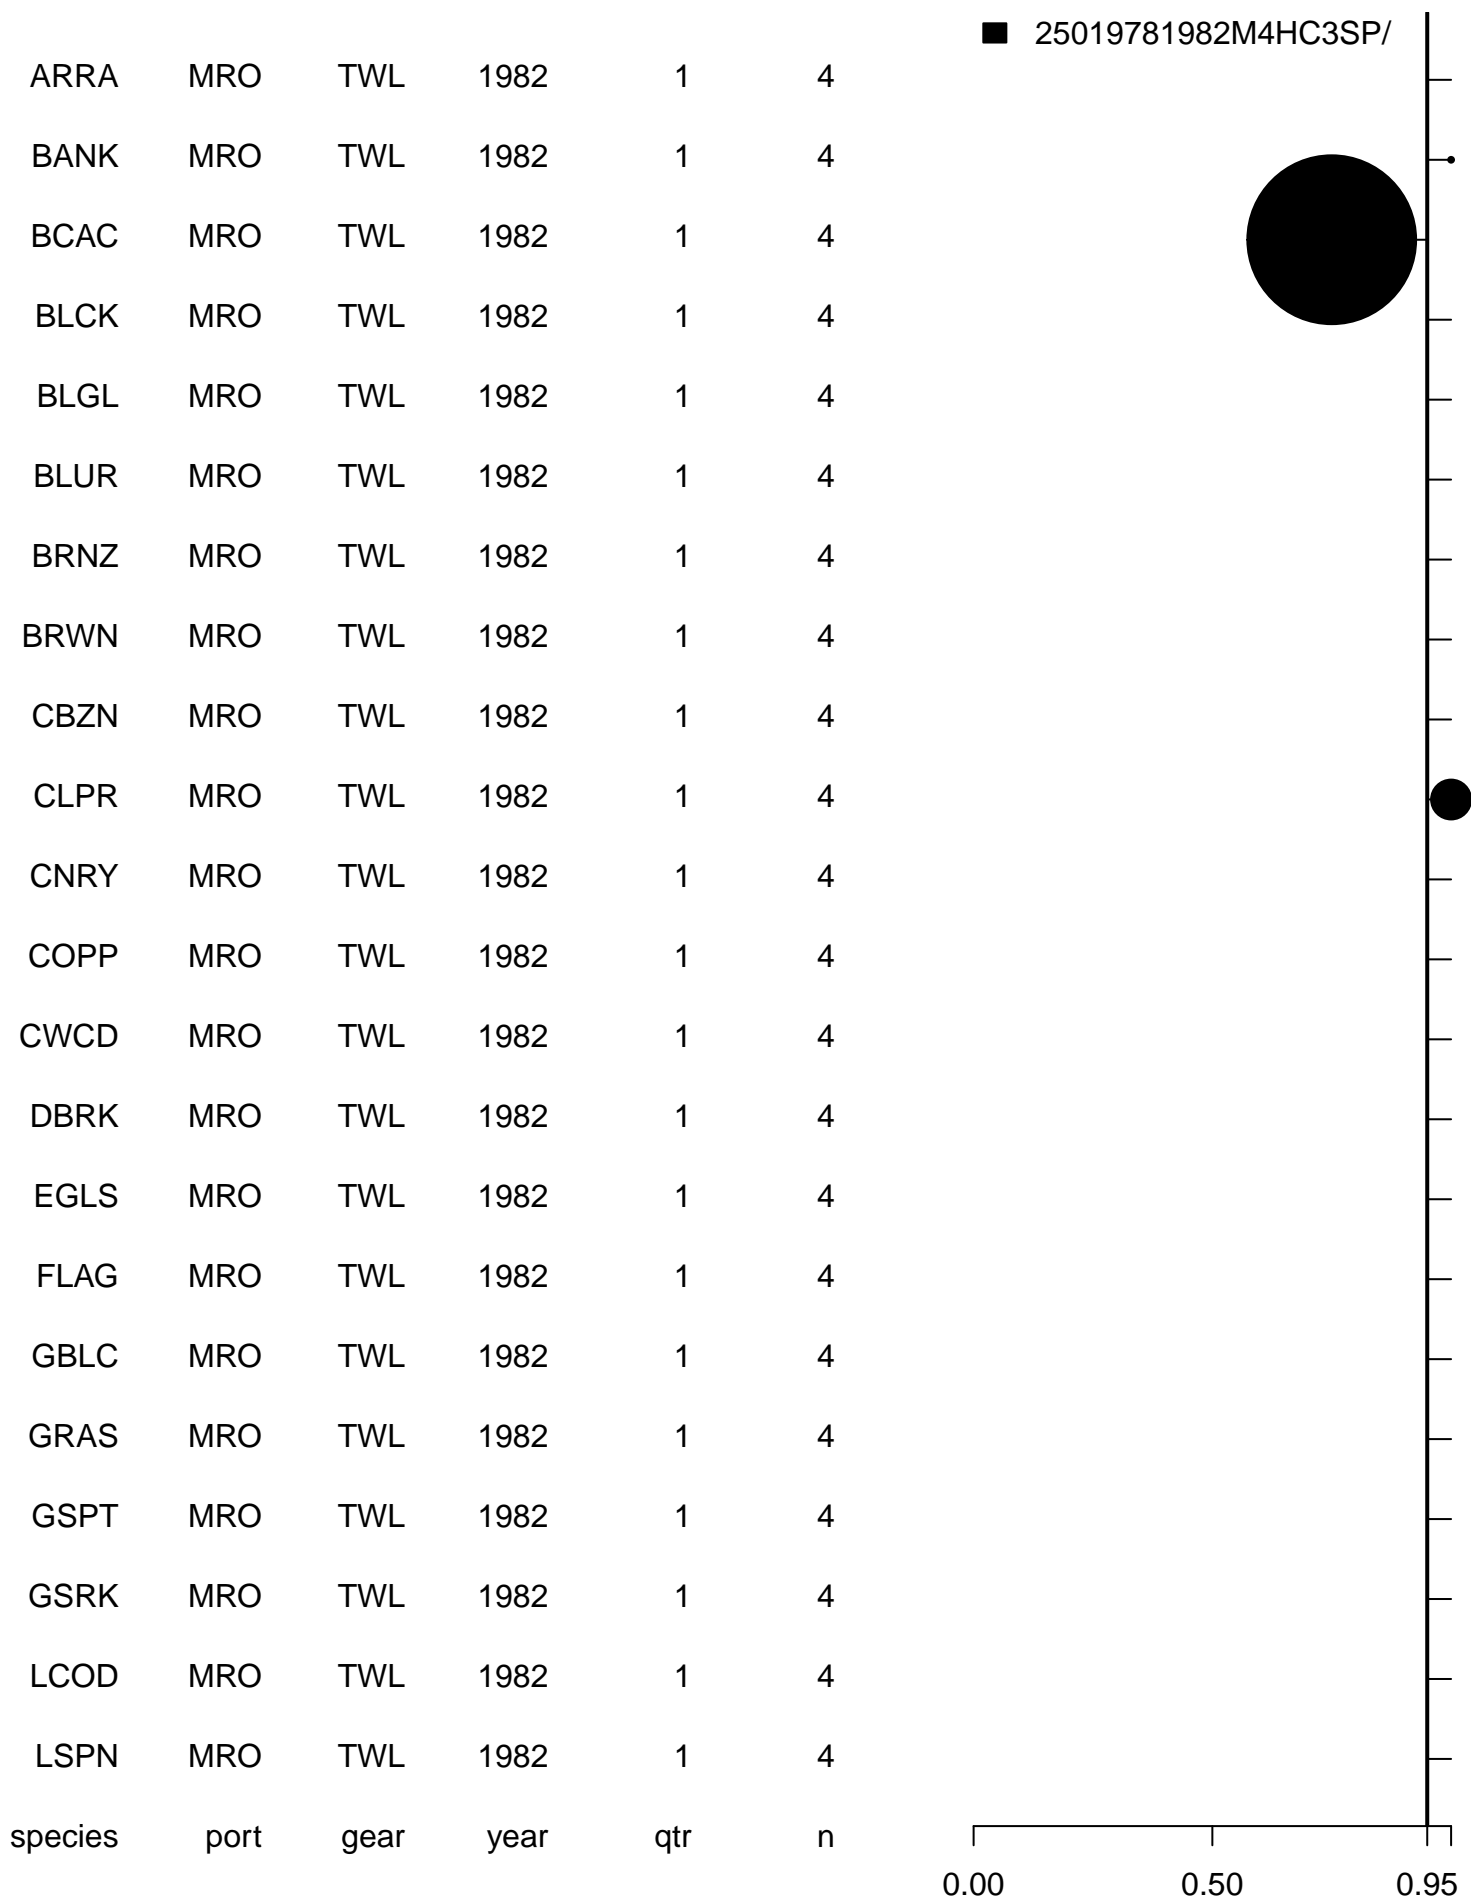 25019781982M4HC3SP/
ARRA MRO TWL 1982 1 4
BANK MRO TWL 1982 1 4
BCAC MRO TWL 1982 1 4
BLCK MRO TWL 1982 1 4
BLGL MRO TWL 1982 1 4
BLUR MRO TWL 1982 1 4
BRNZ MRO TWL 1982 1 4
BRWN MRO TWL 1982 1 4
CBZN MRO TWL 1982 1 4
CLPR MRO TWL 1982 1 4
CNRY MRO TWL 1982 1 4
COPP MRO TWL 1982 1 4
CWCD MRO TWL 1982 1 4
DBRK MRO TWL 1982 1 4
EGLS MRO TWL 1982 1 4
FLAG MRO TWL 1982 1 4
GBLC MRO TWL 1982 1 4
GRAS MRO TWL 1982 1 4
GSPT MRO TWL 1982 1 4
GSRK MRO TWL 1982 1 4
LCOD MRO TWL 1982 1 4
LSPN MRO TWL 1982 1 4
species port gear year qtr n
0.00 0.50 0.95